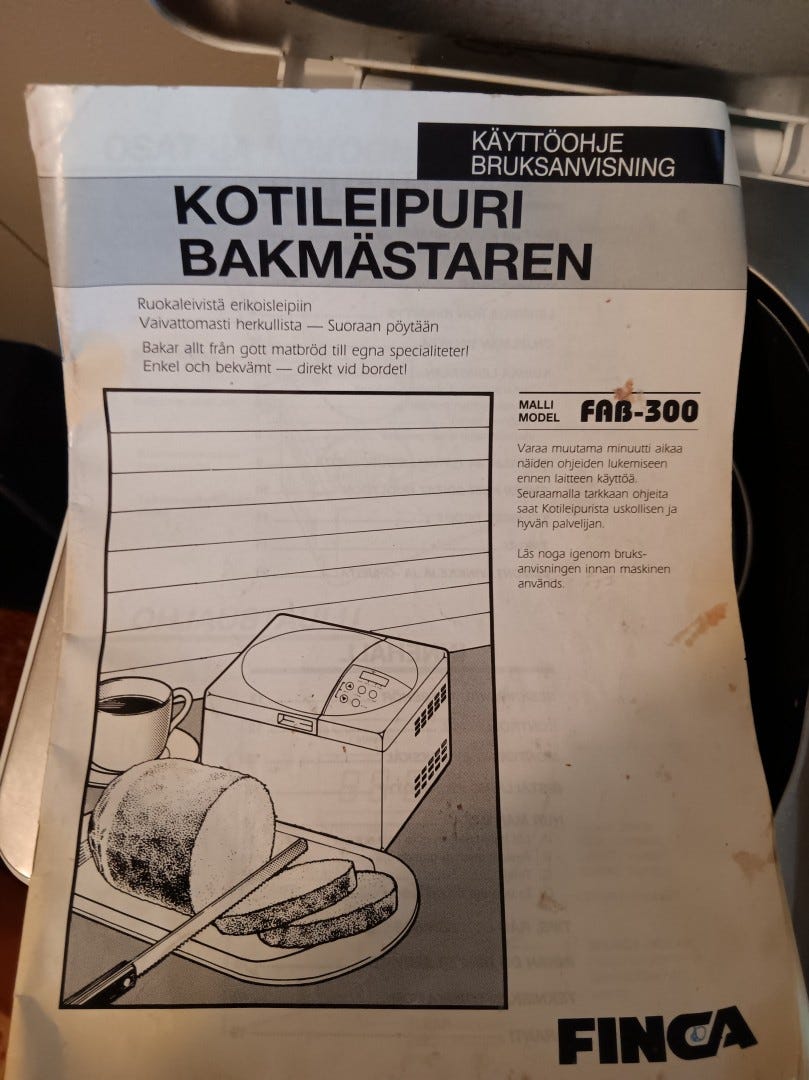 KÄYTTÖOHJE
BRUKSANVISNING
KOTILEIPURI
BAKMÄSTAREN
Ruokaleivistä erikoisleipiin
Vaivattomasti herkullista — Suoraan pöytään
Bakar allt från gott matbröd till egna specialiteter!
Enkel och bekvämt — direkt vid bordet!
MALLI
MODEL FAB-300
Varaa muutama minuutti aikaa
näiden ohjeiden lukemiseen
ennen laitteen käyttöä.
Seuraamalla tarkkaan ohjeita
saat Kotileipurista uskollisen ja
hyvän palvelijan.
Läs noga igenom bruks-
anvisningen innan maskinen
används.
FINCA